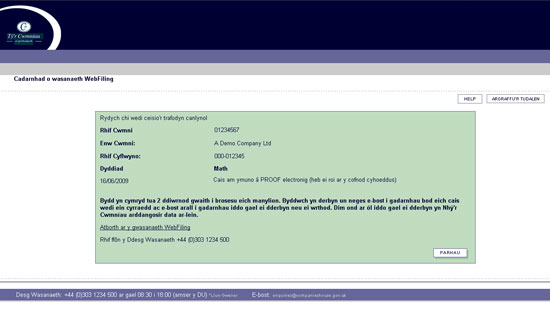 Tŷ'r Cwmnïau
Cadarnhad o wasanaeth WebFiling
HELP
ARGRAFFU'R TUDALEN
Rydych chi wedi ceisio'r trafodyn canlynol
Rhif Cwmni 01234567
Enw Cwmni: A Demo Company Ltd
Rhif Cyflwyno: 000-012345
Dyddiad Math
16/06/2009 Cais am ymuno â PROOF electronig (heb ei roi ar y cofnod cyhoeddus)
Bydd yn cymryd tua 2 ddiwrnod gwaith i brosesu eich manylion. Byddwch yn derbyn un neges e-bost i gadarnhau bod eich cais
wedi ein cyrraedd ac e-bost arall i gadarnhau iddo gael ei dderbyn neu ei wrthod. Dim ond ar ôl iddo gael ei dderbyn yn Nhŷ'r
Cwmnïau arddangosir data ar-lein.
Atborth ar y gwasanaeth WebFiling
Rhif ffôn y Ddesg Wasanaeth +44 (0)303 1234 500
PARHAU
Desg Wasanaeth: +44 (0)303 1234 500 ar gael 08:30 i 18:00 (amser y DU) E-bost: enquiries@companieshouse.gov.uk